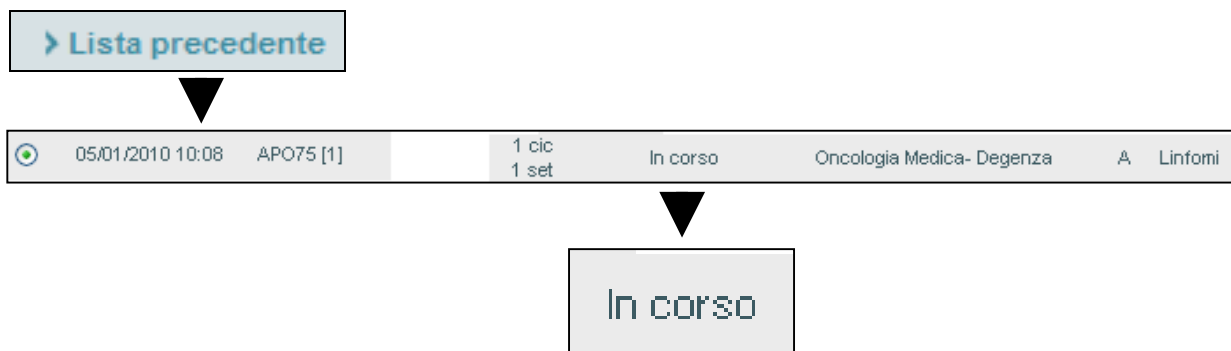 > Lista precedente
05/01/2010 10:08 APO75 [1] 1 cic 1 set In corso Oncologia Medica- Degenza A Linfomi
In corso